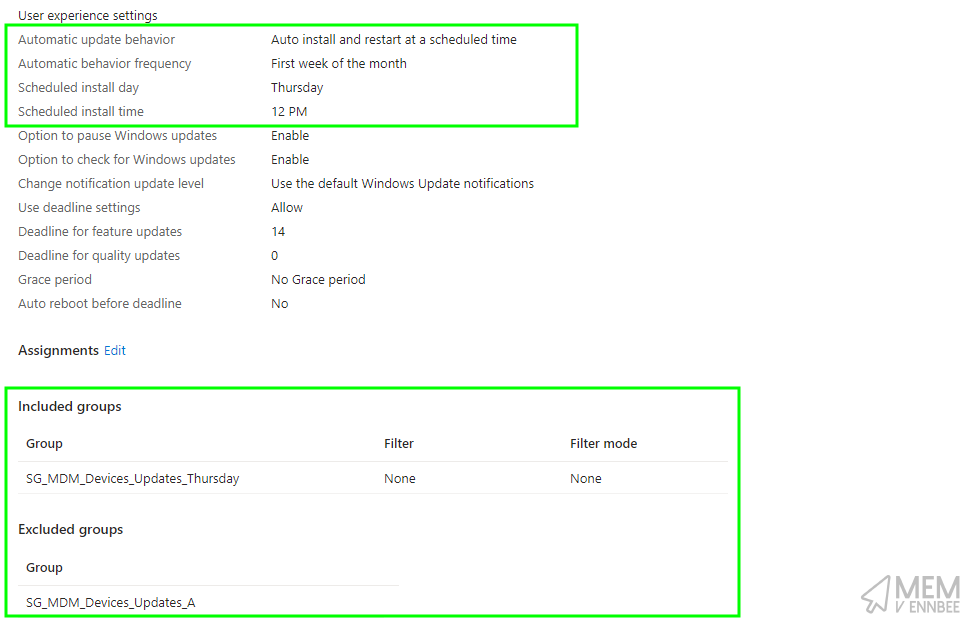 User experience settings
Automatic update behavior Auto install and restart at a scheduled time
Automatic behavior frequency First week of the month
Scheduled install day Thursday
Scheduled install time 12 PM
Option to pause Windows updates Enable
Option to check for Windows updates Enable
Change notification update level Use the default Windows Update notifications
Use deadline settings Allow
Deadline for feature updates 14
Deadline for quality updates 0
Grace period No Grace period
Auto reboot before deadline No
Assignments Edit
Included groups
Group Filter Filter mode
SG_MDM_Devices_Updates_Thursday None None
Excluded groups
Group
SG_MDM_Devices_Updates_A
MEM
V ENNBEE